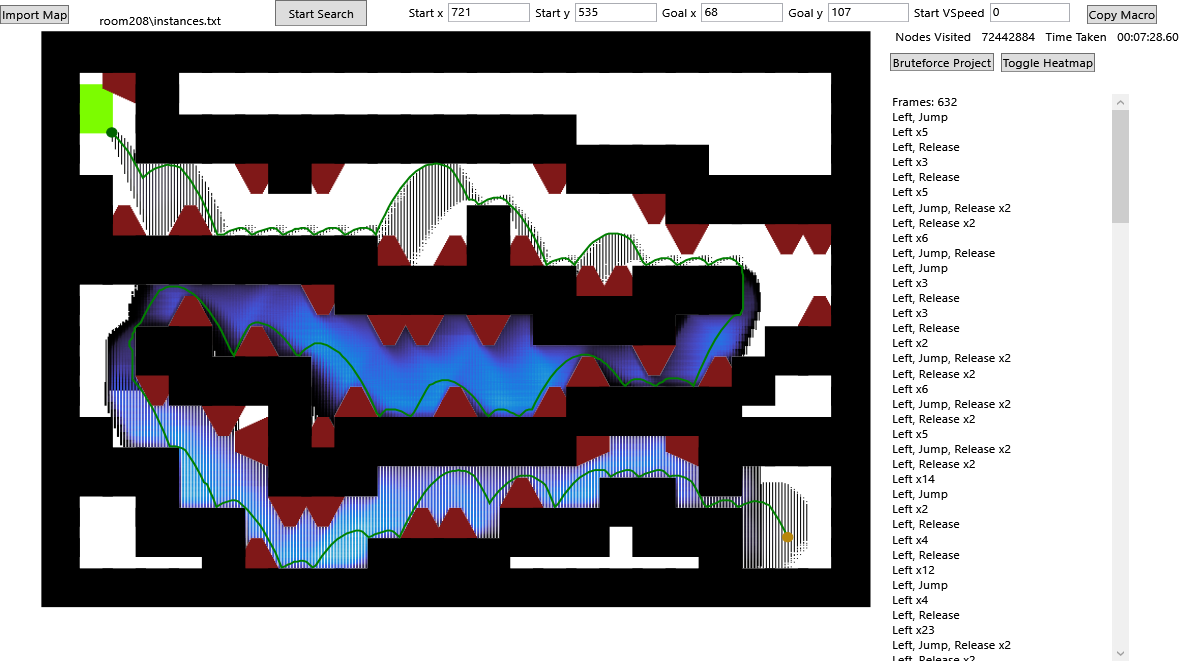 Import Map
room208\instances.txt
Start Search
Start x 721 Start y 535 Goal x 68 Goal y 107 Start VSpeed 0
Copy Macro
Nodes Visited 72442884 Time Taken 00:07:28.60
Bruteforce Project Toggle Heatmap
Frames: 632
Left, Jump
Left x5
Left, Release
Left x3
Left, Release
Left x5
Left, Jump, Release x2
Left, Release x2
Left x6
Left, Jump, Release
Left, Jump
Left x3
Left, Release
Left x3
Left, Release
Left x2
Left, Jump, Release x2
Left, Release x2
Left x6
Left, Jump, Release x2
Left, Release x2
Left x5
Left, Jump, Release x2
Left, Release x2
Left x14
Left, Jump
Left x2
Left, Release
Left x4
Left, Release
Left x12
Left, Jump
Left x4
Left, Release
Left x23
Left, Jump, Release x2
Left, Release x2